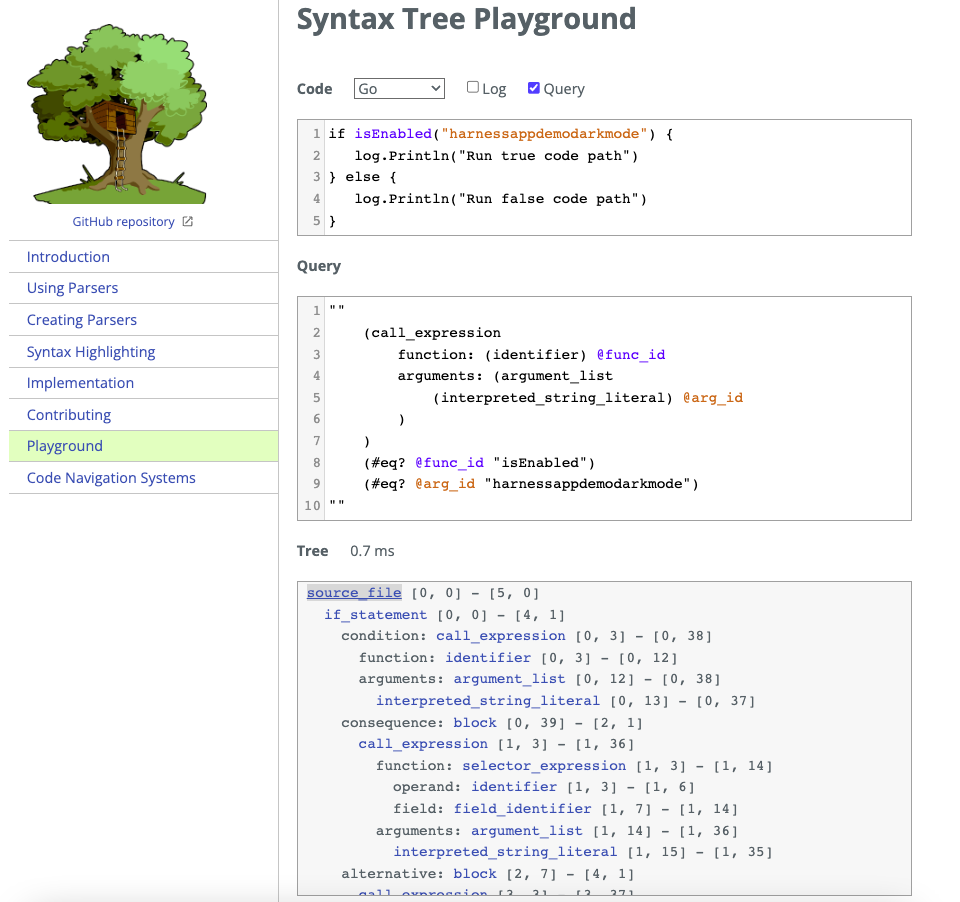 Syntax Tree Playground
Code Go Log Query
1 if isEnabled("harnessappdemodarkmode") {
2    log.Println("Run true code path")
3 } else {
4    log.Println("Run false code path")
5 }
GitHub repository
Introduction
Using Parsers
Creating Parsers
Syntax Highlighting
Implementation
Contributing
Playground
Code Navigation Systems
Query
1 ""
2     (call_expression
3         function: (identifier) @func_id
4         arguments: (argument_list
5             (interpreted_string_literal) @arg_id
6         )
7     )
8     (#eq? @func_id "isEnabled")
9     (#eq? @arg_id "harnessappdemodarkmode")
10 ""
Tree 0.7 ms
source_file [0, 0] - [5, 0]
  if_statement [0, 0] - [4, 1]
    condition: call_expression [0, 3] - [0, 38]
      function: identifier [0, 3] - [0, 12]
      arguments: argument_list [0, 12] - [0, 38]
        interpreted_string_literal [0, 13] - [0, 37]
    consequence: block [0, 39] - [2, 1]
      call_expression [1, 3] - [1, 36]
        function: selector_expression [1, 3] - [1, 14]
          operand: identifier [1, 3] - [1, 6]
          field: field_identifier [1, 7] - [1, 14]
        arguments: argument_list [1, 14] - [1, 36]
          interpreted_string_literal [1, 15] - [1, 35]
    alternative: block [2, 7] - [4, 1]
      call_expression [3, 3] - [3, 37]